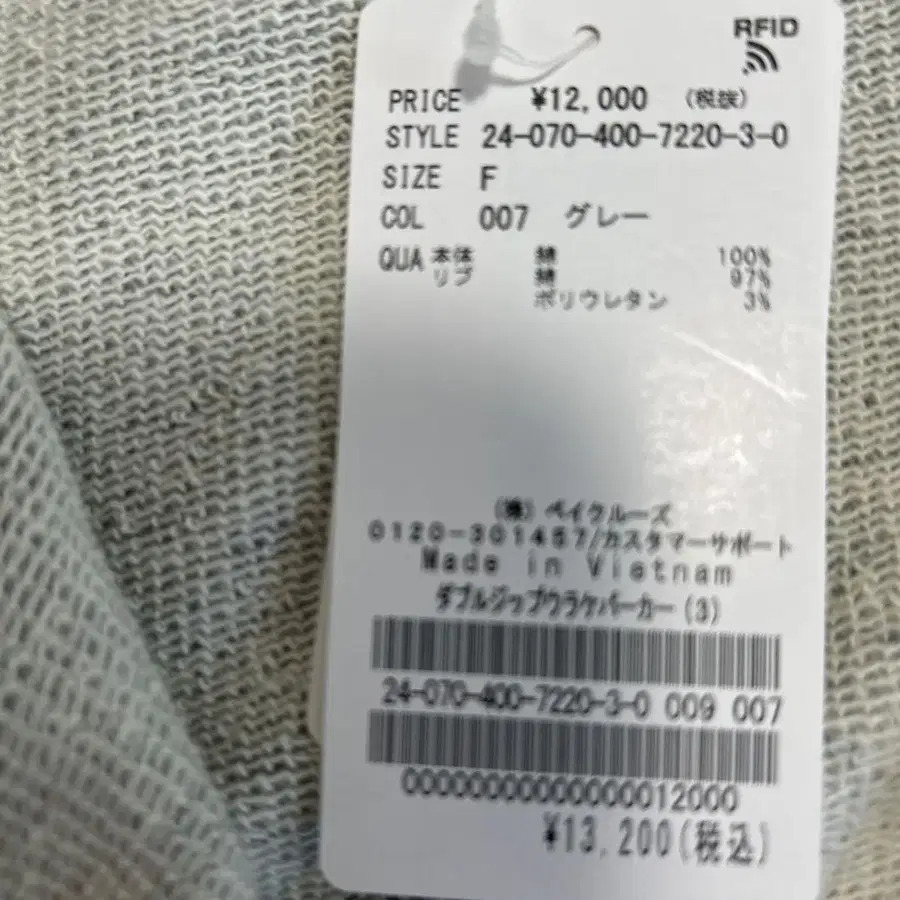 RFID
PRICE ¥12,000 (税抜)
STYLE 24-070-400-7220-3-0
SIZE F
COL 007 グレー
QUA 本体 綿 100%
リブ 綿 97%
ポリウレタン 3%
(株) ベイクルーズ
0120-301457/カスタマーサポート
Made in Vietnam
ダブルジップウラケパーカー(3)
24-070-400-7220-3-0 009 007
00000000000000012000
¥13,200(税込)